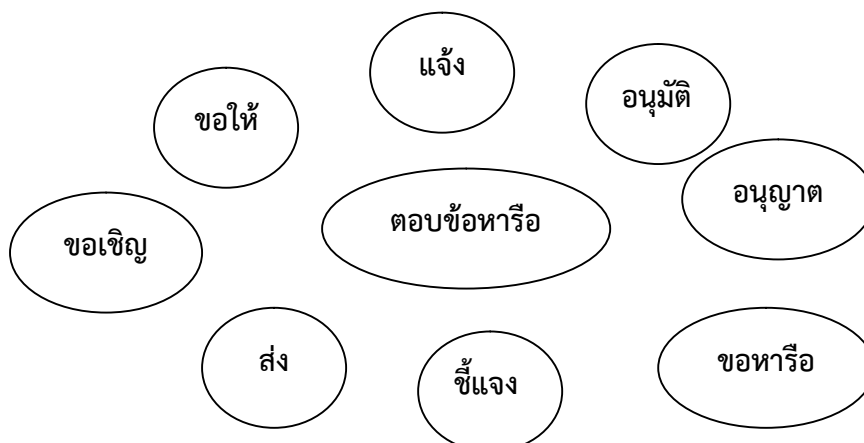 แจ้ง
อนุมัติ
ขอให้
อนุญาต
ตอบข้อหารือ
ขอเชิญ
ส่ง
ชี้แจง
ขอหารือ